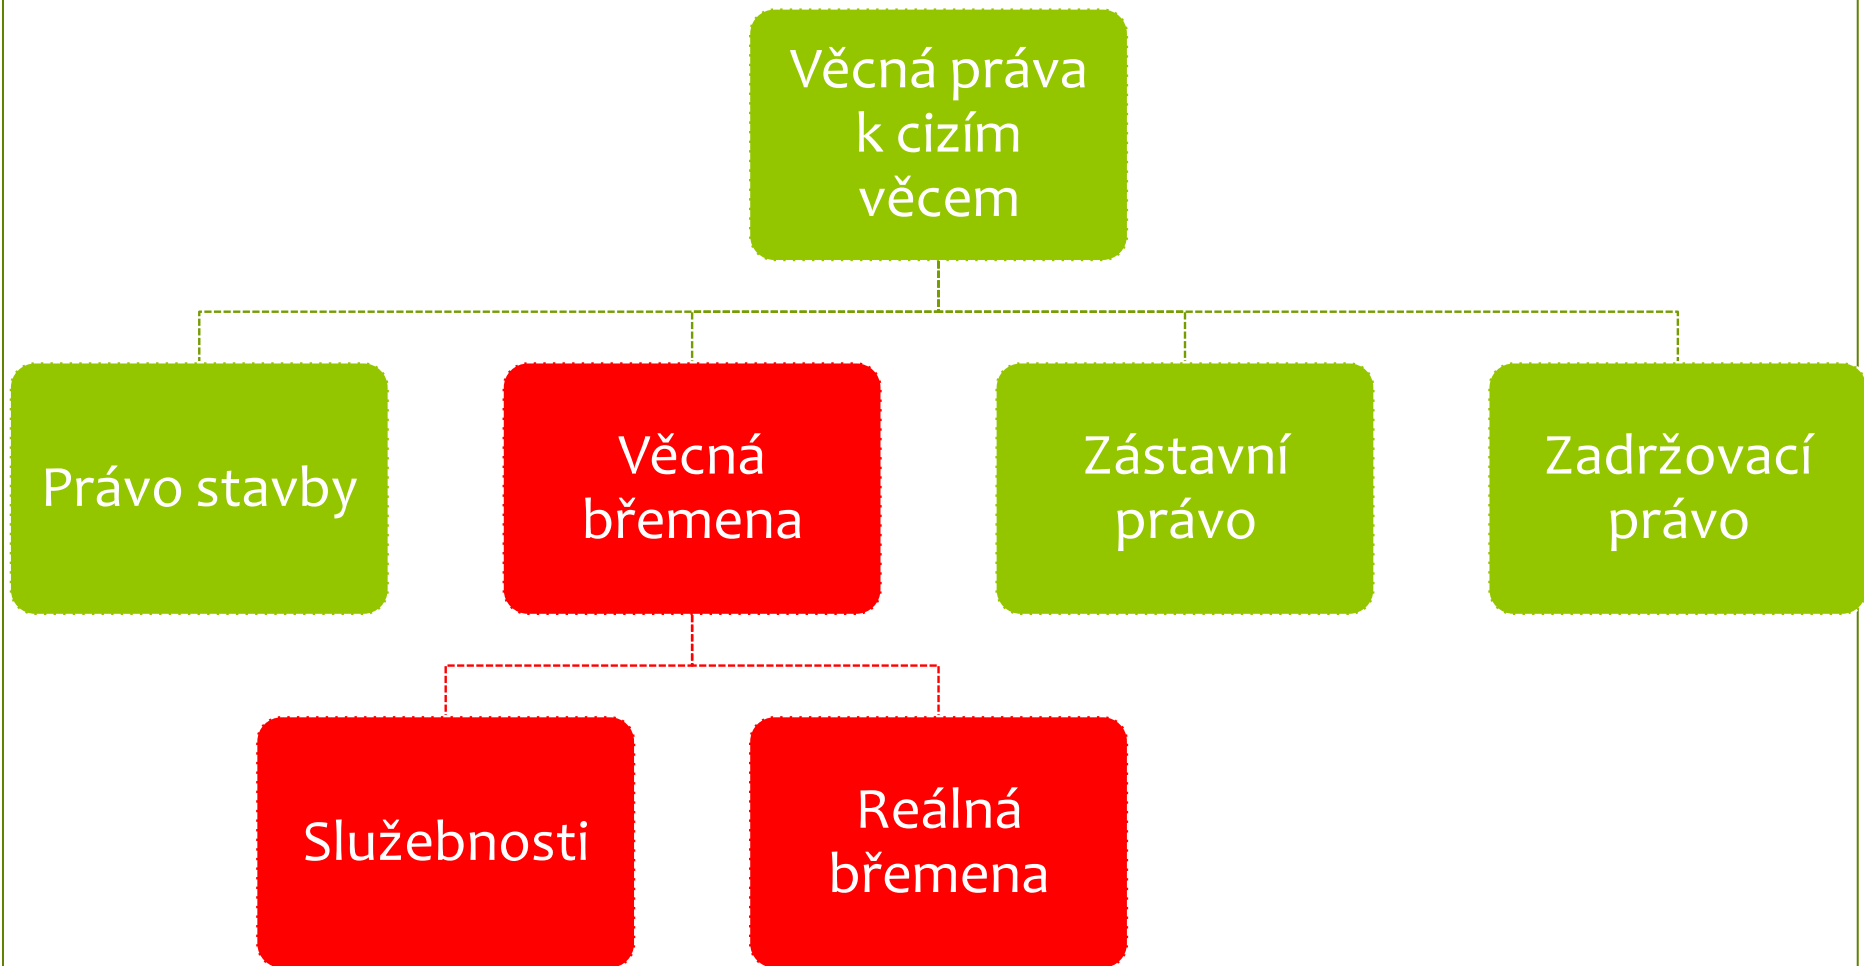 Věcná práva
k cizím
věcem
Právo stavby
Věcná
břemena
Zástavní
právo
Zadržovací
právo
Služebnosti
Reálná
břemena